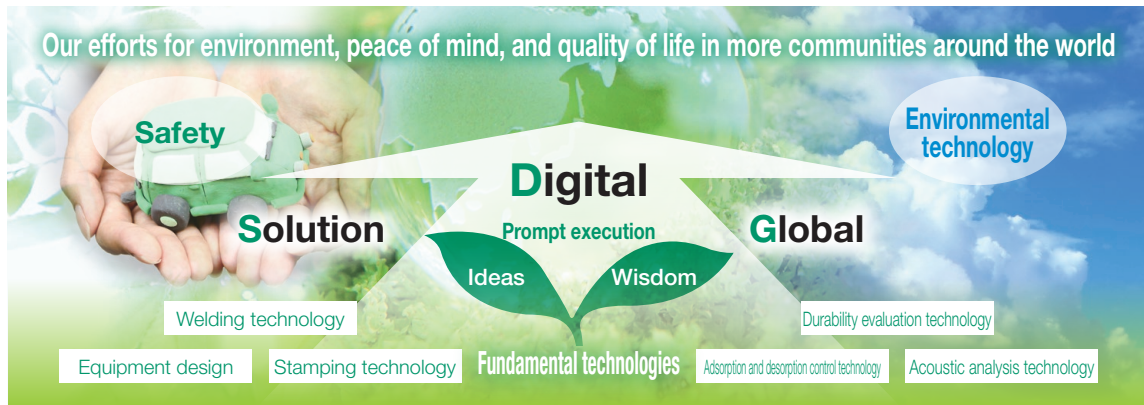 Our efforts for environment, peace of mind, and quality of life in more communities around the world
Safety
Environmental
technology
Digital
Solution
Prompt execution
Global
Ideas
Wisdom
Welding technology
Durability evaluation technology
Equipment design
Stamping technology
Fundamental technologies
Adsorption and desorption control technology
Acoustic analysis technology